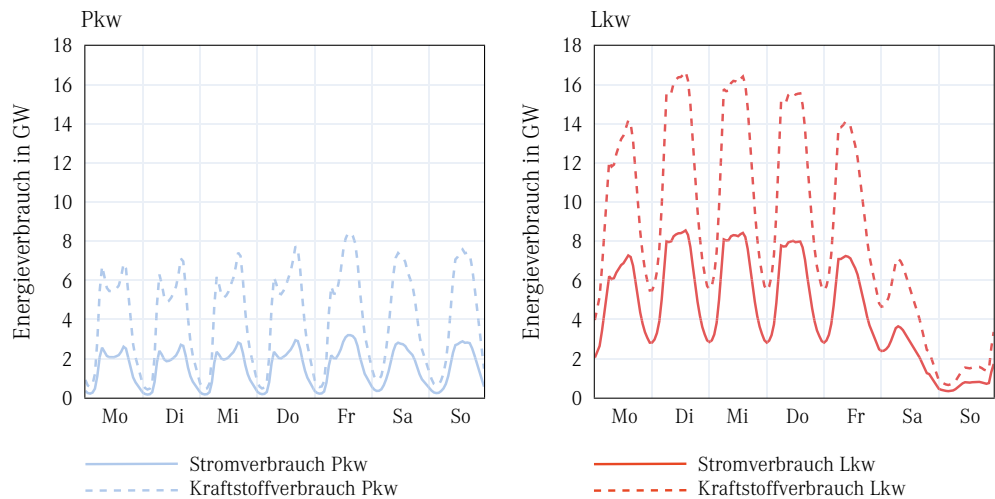 Pkw
Energieverbrauch in GW
18
16
14
12
10
8
6
4
2
0
Mo Di Mi Do Fr Sa So
Stromverbrauch Pkw
Kraftstoffverbrauch Pkw
Lkw
Energieverbrauch in GW
18
16
14
12
10
8
6
4
2
0
Mo Di Mi Do Fr Sa So
Stromverbrauch Lkw
Kraftstoffverbrauch Lkw